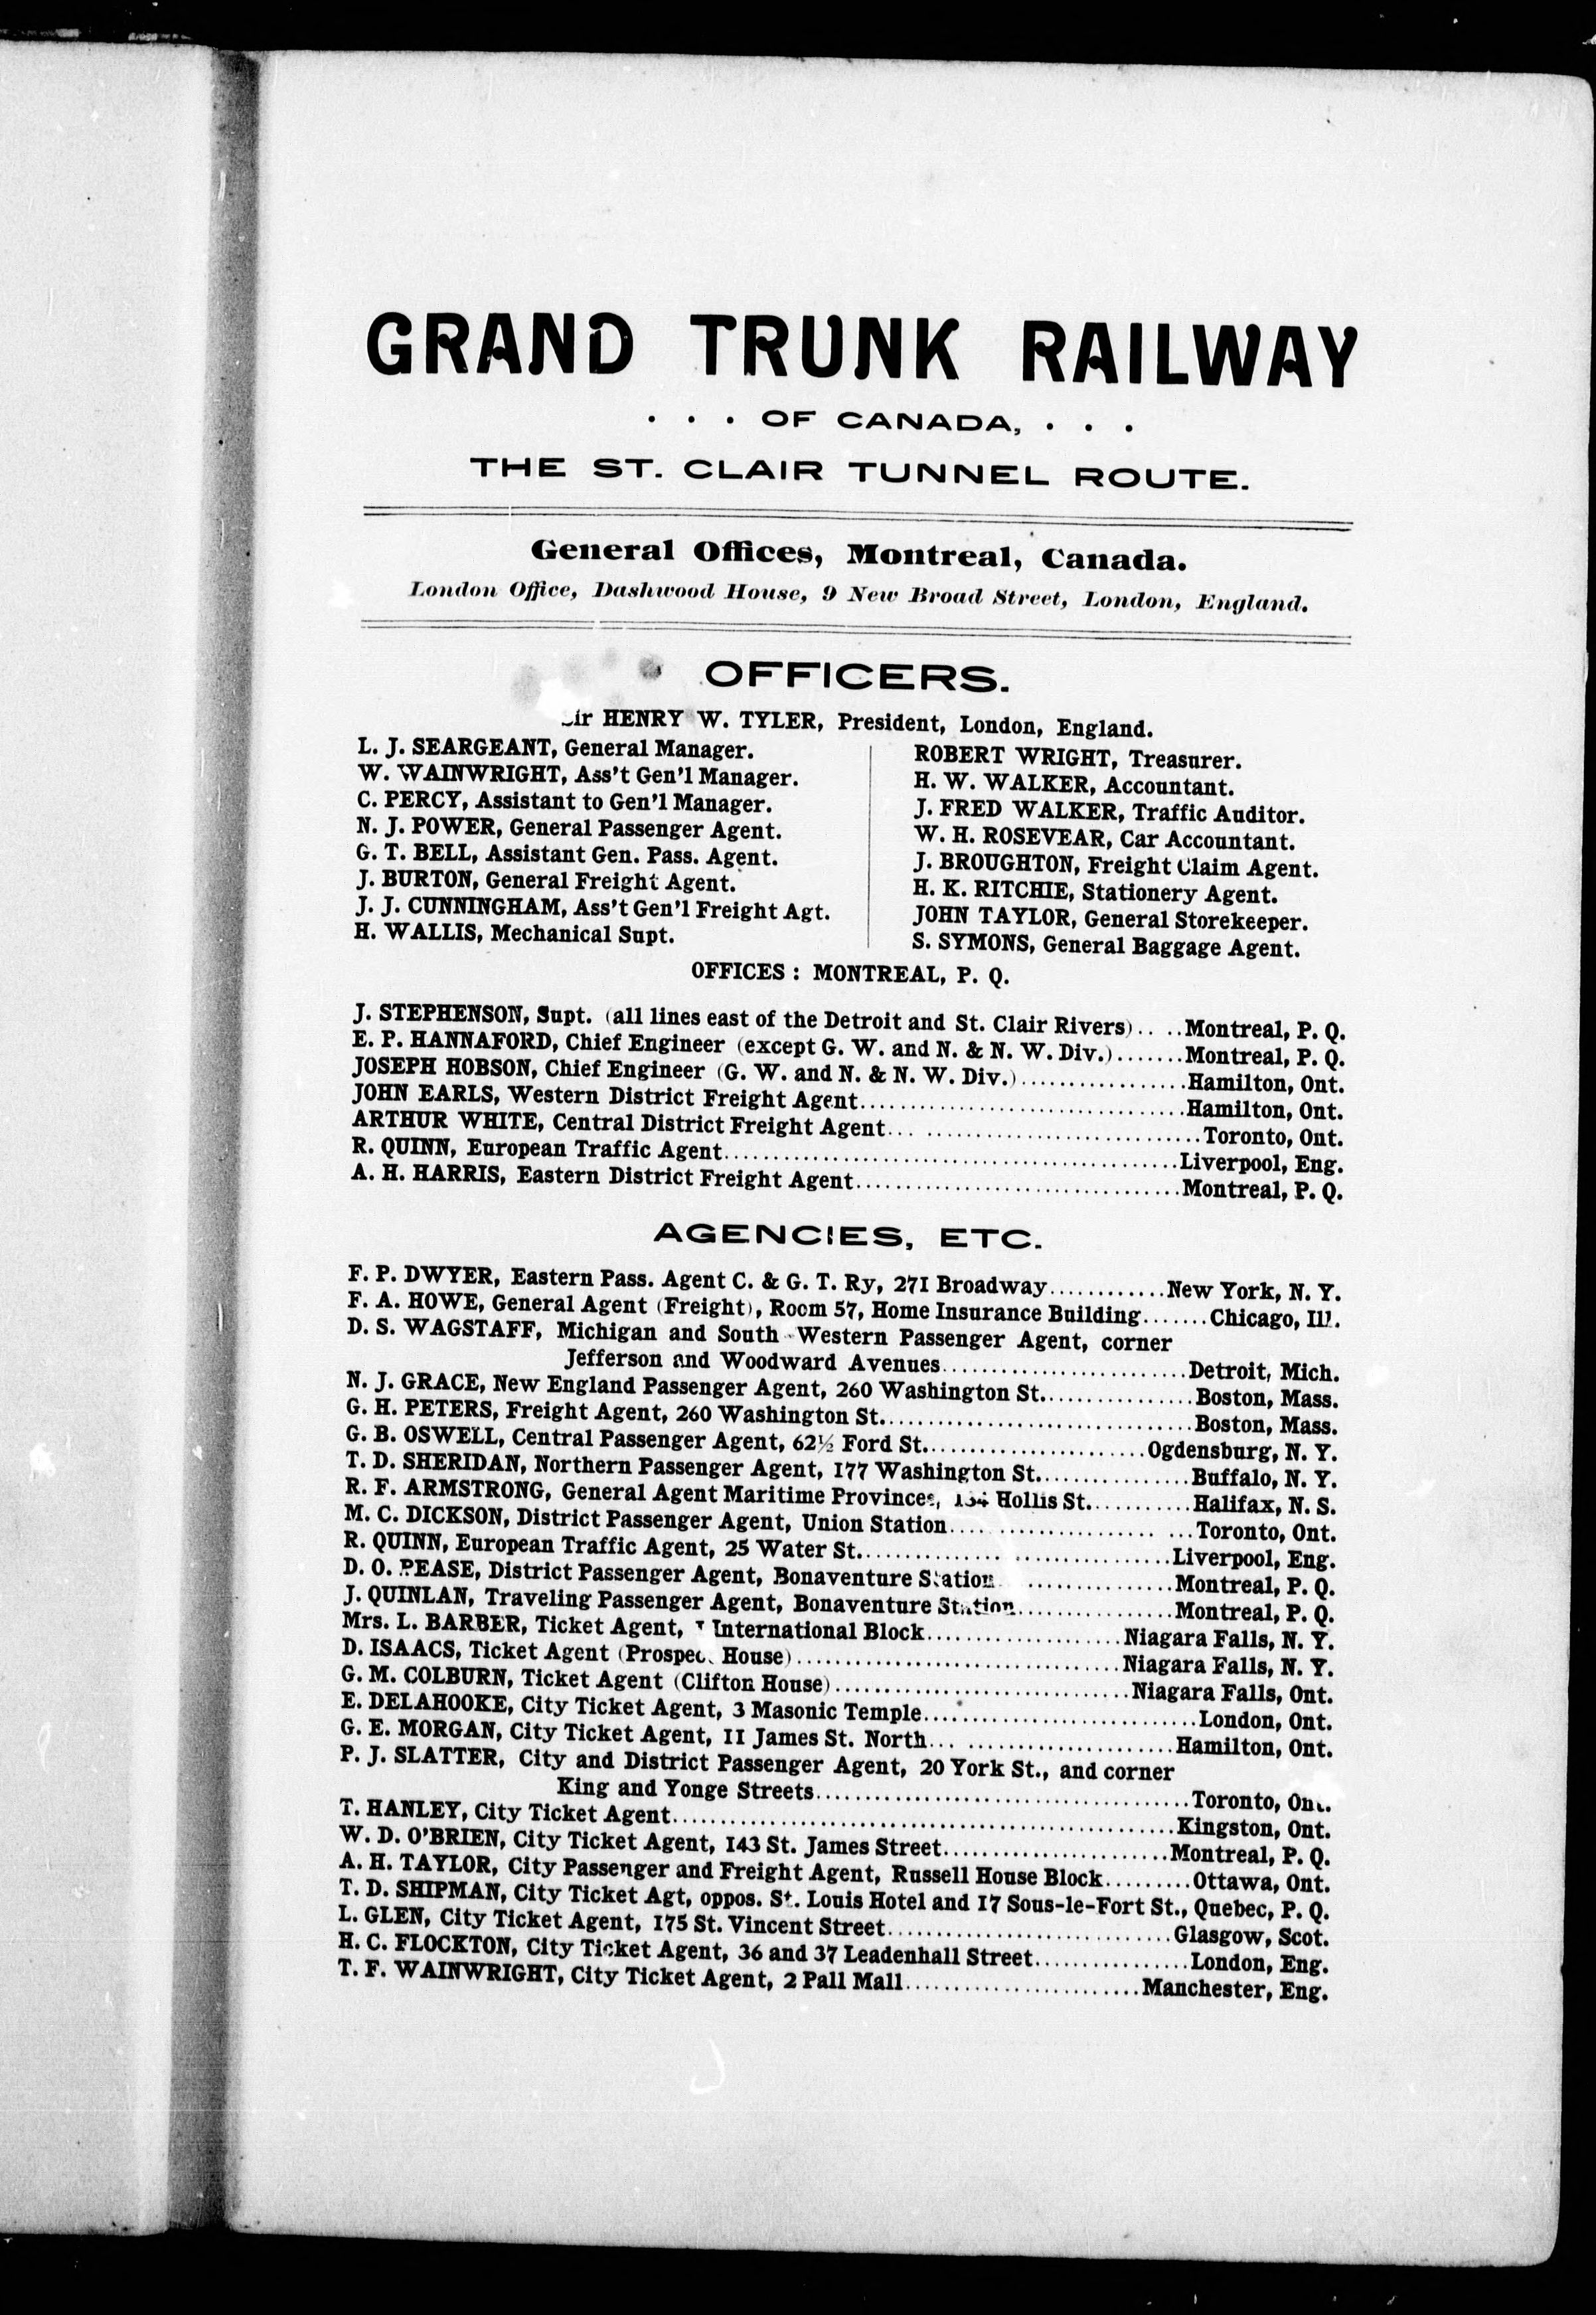 GRAND TRUNK RAILWAY
. . . OF CANADA, . . .
THE ST. CLAIR TUNNEL ROUTE.
General Offices, Montreal, Canada.
London Office, Dashwood House, 9 New Broad Street, London, England.
OFFICERS.
Sir HENRY W. TYLER, President, London, England.
L. J. SEARGEANT, General Manager.
W. WAINWRIGHT, Ass't Gen'l Manager.
C. PERCY, Assistant to Gen'l Manager.
N. J. POWER, General Passenger Agent.
G. T. BELL, Assistant Gen. Pass. Agent.
J. BURTON, General Freight Agent.
J. J. CUNNINGHAM, Ass't Gen'l Freight Agt.
H. WALLIS, Mechanical Supt.
ROBERT WRIGHT, Treasurer.
H. W. WALKER, Accountant.
J. FRED WALKER, Traffic Auditor.
W. H. ROSEVEAR, Car Accountant.
J. BROUGHTON, Freight Claim Agent.
H. K. RITCHIE, Stationery Agent.
JOHN TAYLOR, General Storekeeper.
S. SYMONS, General Baggage Agent.
OFFICES : MONTREAL, P. Q.
J. STEPHENSON, Supt. (all lines east of the Detroit and St. Clair Rivers)....Montreal, P. Q.
E. P. HANNAFORD, Chief Engineer (except G. W. and N. & N. W. Div.).......Montreal, P. Q.
JOSEPH HOBSON, Chief Engineer (G. W. and N. & N. W. Div.).................Hamilton, Ont.
JOHN EARLS, Western District Freight Agent.................................Hamilton, Ont.
ARTHUR WHITE, Central District Freight Agent... ............................Toronto, Ont.
R. QUINN, European Traffic Agent..............................................Liverpool, Eng.
A. H. HARRIS, Eastern District Freight Agent.................................Montreal, P. Q.
AGENCIES, ETC.
F. P. DWYER, Eastern Pass. Agent C. & G. T. Ry, 271 Broadway............New York, N. Y.
F. A. HOWE, General Agent (Freight), Room 57, Home Insurance Building.......Chicago, Ill.
D. S. WAGSTAFF, Michigan and South-Western Passenger Agent, corner
Jefferson and Woodward Avenues.........................Detroit, Mich.
N. J. GRACE, New England Passenger Agent, 260 Washington St................Boston, Mass.
G. H. PETERS, Freight Agent, 260 Washington St................................Boston, Mass.
G. B. OSWELL, Central Passenger Agent, 62½ Ford St.......................Ogdensburg, N. Y.
T. D. SHERIDAN, Northern Passenger Agent, 177 Washington St................Buffalo, N. Y.
R. F. ARMSTRONG, General Agent Maritime Provinces, 134 Hollis St...........Halifax, N. S.
M. C. DICKSON, District Passenger Agent, Union Station.... ................ ...Toronto, Ont.
R. QUINN, European Traffic Agent, 25 Water St............... ................Liverpool, Eng.
D. O. PEASE, District Passenger Agent, Bonaventure Station ...............Montreal, P. Q.
J. QUINLAN, Traveling Passenger Agent, Bonaventure Station................Montreal, P. Q.
Mrs. L. BARBER, Ticket Agent, International Block....................Niagara Falls, N. Y.
D. ISAACS, Ticket Agent (Prospect House).................................Niagara Falls, N. Y.
G. M. COLBURN, Ticket Agent (Clifton House)..............................Niagara Falls, Ont.
E. DELAHOOKE, City Ticket Agent, 3 Masonic Temple............................London, Ont.
G. E. MORGAN, City Ticket Agent, 11 James St. North... .....................Hamilton, Ont.
P. J. SLATTER, City and District Passenger Agent, 20 York St., and corner
King and Yonge Streets......................................Toronto, Ont.
T. HANLEY, City Ticket Agent...................................................Kingston, Ont.
W. D. O'BRIEN, City Ticket Agent, 143 St. James Street.......................Montreal, P. Q.
A. H. TAYLOR, City Passenger and Freight Agent, Russell House Block.........Ottawa, Ont.
T. D. SHIPMAN, City Ticket Agt, oppos. St. Louis Hotel and 17 Sous-le-Fort St., Quebec, P. Q.
L. GLEN, City Ticket Agent, 175 St. Vincent Street.............................Glasgow, Scot.
H. C. FLOCKTON, City Ticket Agent, 36 and 37 Leadenhall Street................London, Eng.
T. F. WAINWRIGHT, City Ticket Agent, 2 Pall Mall........................Manchester, Eng.